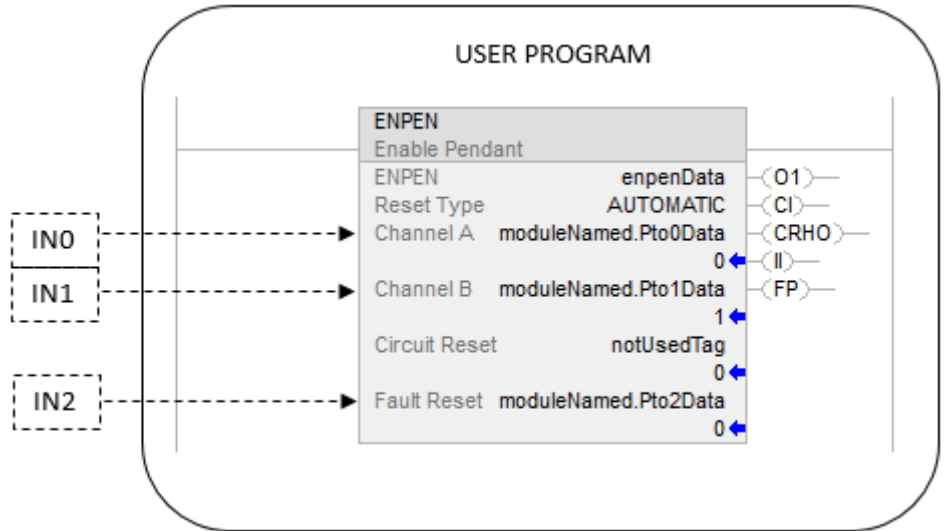 USER PROGRAM
ENPEN
Enable Pendant
ENPEN enpenData (O1)
Reset Type AUTOMATIC (CI)
IN0 Channel A moduleNamed.Pto0Data (CRHO)
0 (II)
IN1 Channel B moduleNamed.Pto1Data (FP)
1
Circuit Reset notUsedTag
0
IN2 Fault Reset moduleNamed.Pto2Data
0